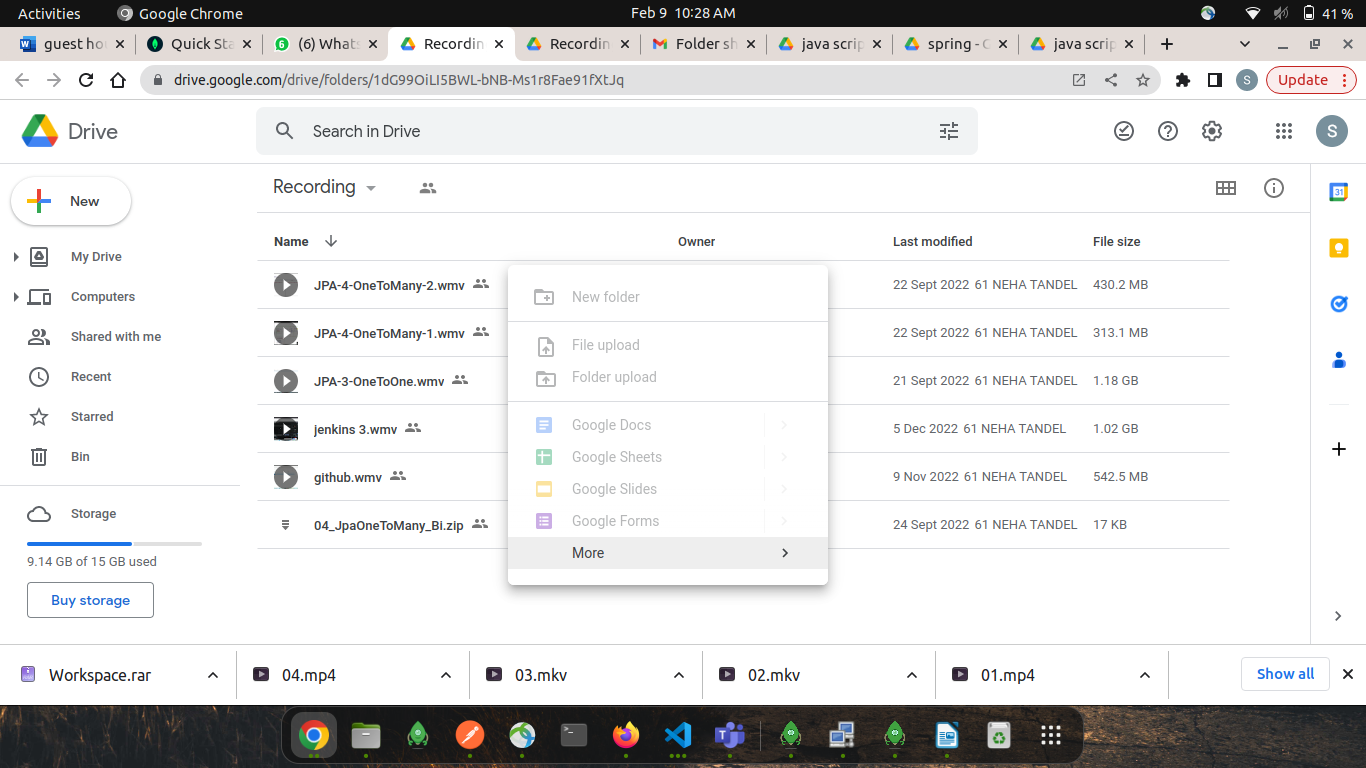 Activities Google Chrome Feb 9 10:28 AM 41 %
guest ho Quick Sta (6) Whats Recordin Recordin Folder sh java scrip spring - G java scrip
drive.google.com/drive/folders/1dG99OiLI5BWL-bNB-Ms1r8Fae91fXtJq S Update
Drive Search in Drive S
New Recording
31
Name Owner Last modified File size
My Drive
JPA-4-OneToMany-2.wmv 22 Sept 2022 61 NEHA TANDEL 430.2 MB
New folder
Computers
JPA-4-OneToMany-1.wmv 22 Sept 2022 61 NEHA TANDEL 313.1 MB
Shared with me
File upload
Recent
JPA-3-OneToOne.wmv 21 Sept 2022 61 NEHA TANDEL 1.18 GB
Folder upload
Starred
jenkins 3.wmv 5 Dec 2022 61 NEHA TANDEL 1.02 GB
Google Docs
Bin
Google Sheets
github.wmv 9 Nov 2022 61 NEHA TANDEL 542.5 MB
Google Slides
Storage
04_JpaOneToMany_Bi.zip 24 Sept 2022 61 NEHA TANDEL 17 KB
Google Forms
More
9.14 GB of 15 GB used
Buy storage
Workspace.rar 04.mp4 03.mkv 02.mkv 01.mp4 Show all